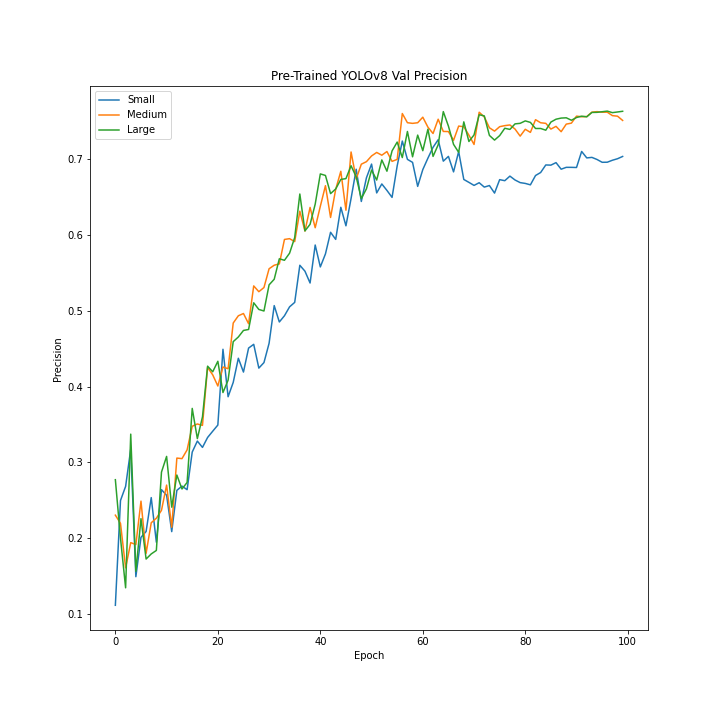 Pre-Trained YOLOv8 Val Precision
Small
Medium
Large
0.7
0.6
0.5
0.4
0.3
0.2
0.1
Precision
0 20 40 60 80 100
Epoch